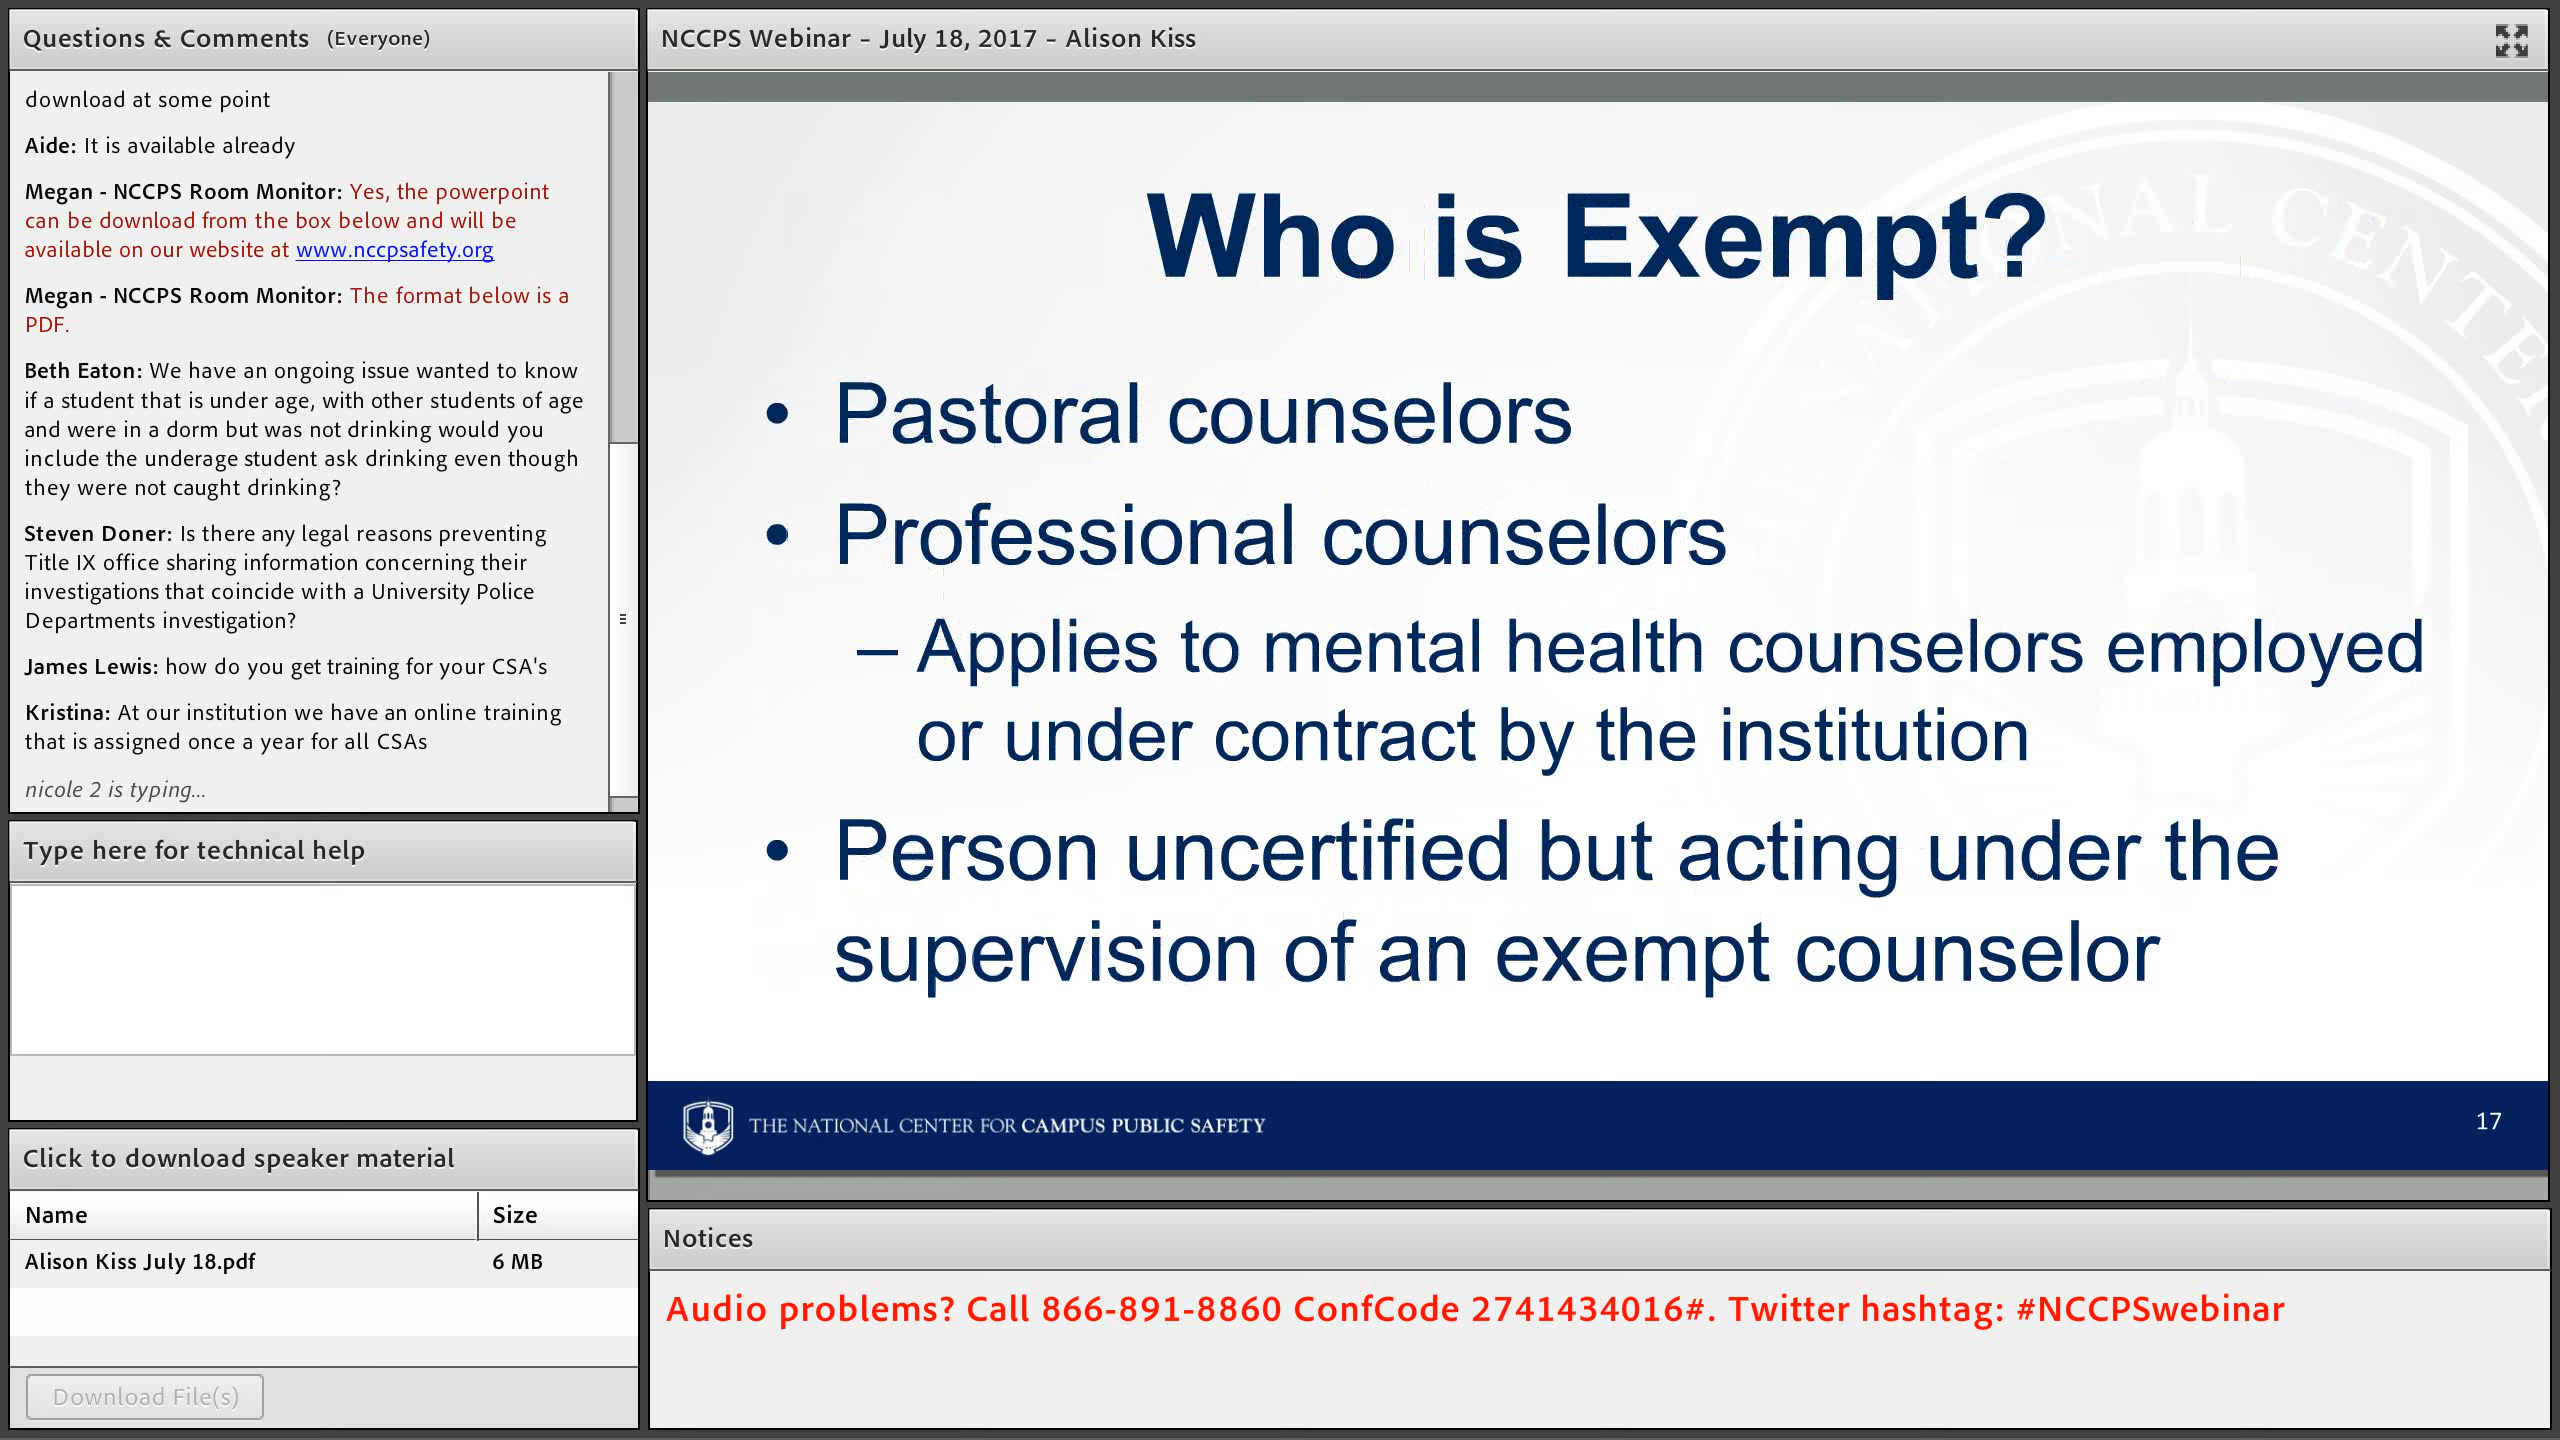 Questions & Comments (Everyone)
download at some point
Aide: It is available already
Megan - NCCPS Room Monitor: Yes, the powerpoint
can be download from the box below and will be
available on our website at www.nccpsafety.org
Megan - NCCPS Room Monitor: The format below is a
PDF.
Beth Eaton: We have an ongoing issue wanted to know
if a student that is under age, with other students of age
and were in a dorm but was not drinking would you
include the underage student ask drinking even though
they were not caught drinking?
Steven Doner: Is there any legal reasons preventing
Title IX office sharing information concerning their
investigations that coincide with a University Police
Departments investigation?
James Lewis: how do you get training for your CSA's
Kristina: At our institution we have an online training
that is assigned once a year for all CSAs
nicole 2 is typing...
Type here for technical help
Click to download speaker material
Name Size
Alison Kiss July 18.pdf 6 MB
Download File(s)
NCCPS Webinar – July 18, 2017 – Alison Kiss
NATIONAL CENTER
Who is Exempt?
• Pastoral counselors
• Professional counselors
– Applies to mental health counselors employed
or under contract by the institution
• Person uncertified but acting under the
supervision of an exempt counselor
THE NATIONAL CENTER FOR CAMPUS PUBLIC SAFETY
17
Notices
Audio problems? Call 866-891-8860 ConfCode 2741434016#. Twitter hashtag: #NCCPSwebinar